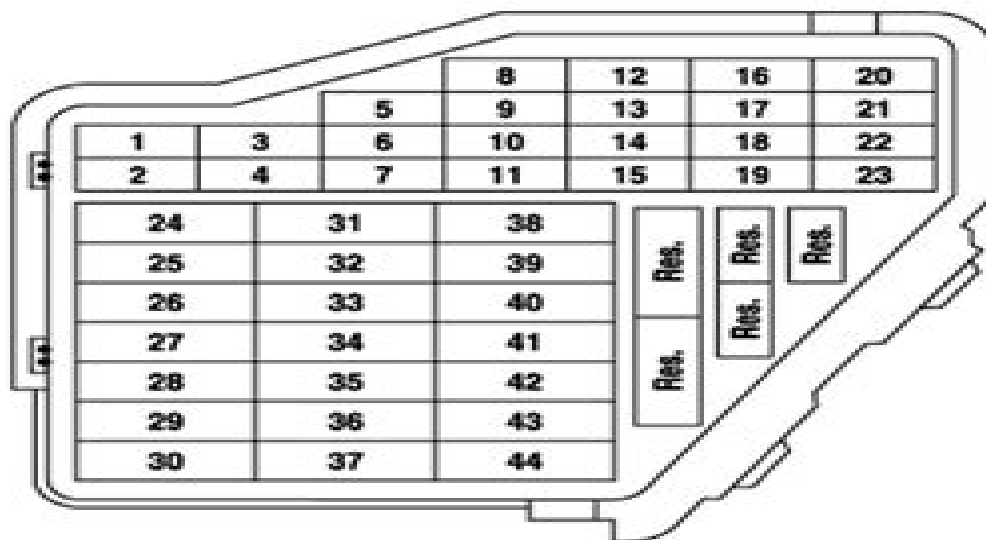 8 12 16 20
5 9 13 17 21
1 3 6 10 14 18 22
2 4 7 11 15 19 23
24 31 38
25 32 39
26 33 40
27 34 41
28 35 42
29 36 43
30 37 44
Res.
Res.
Res.
Res.
Res.